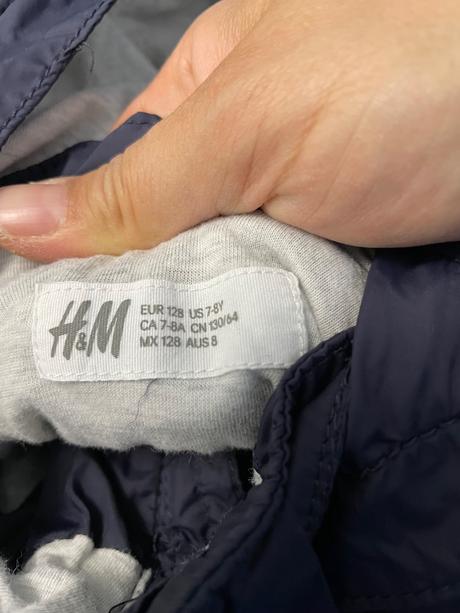 H&M
EUR 128 US 7-8Y
CA 7-8A CN 130/64
MX 128 AUS 8